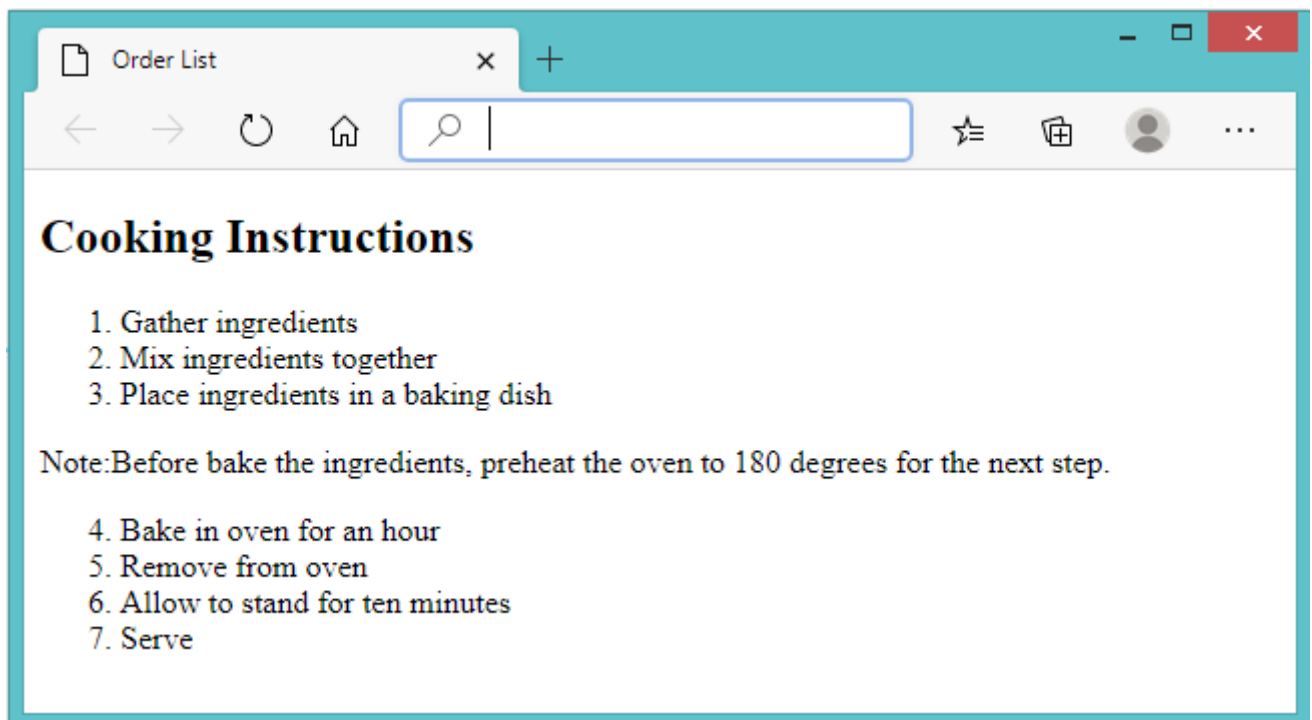 Order List
Cooking Instructions
1. Gather ingredients
2. Mix ingredients together
3. Place ingredients in a baking dish
Note:Before bake the ingredients, preheat the oven to 180 degrees for the next step.
4. Bake in oven for an hour
5. Remove from oven
6. Allow to stand for ten minutes
7. Serve